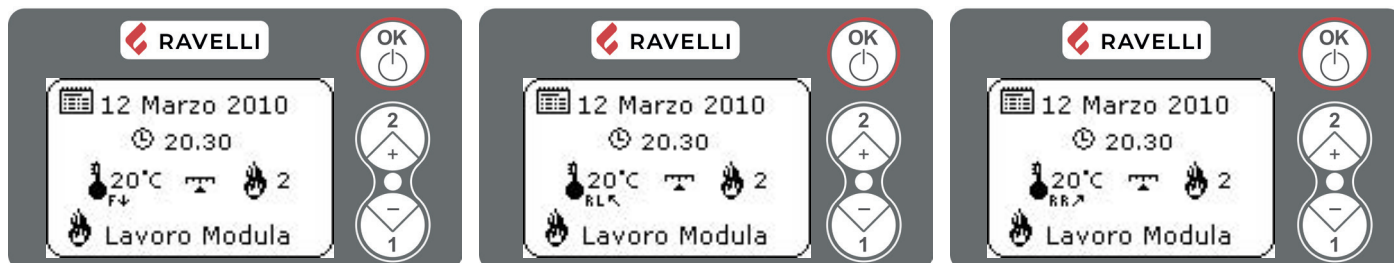 RAVELLI
OK
12 Marzo 2010
20.30
2
+
20°C
2
F↓
−
Lavoro Modula
1
RAVELLI
OK
12 Marzo 2010
20.30
2
+
20°C
2
RL↖
−
Lavoro Modula
1
RAVELLI
OK
12 Marzo 2010
20.30
2
+
20°C
2
RR↗
−
Lavoro Modula
1